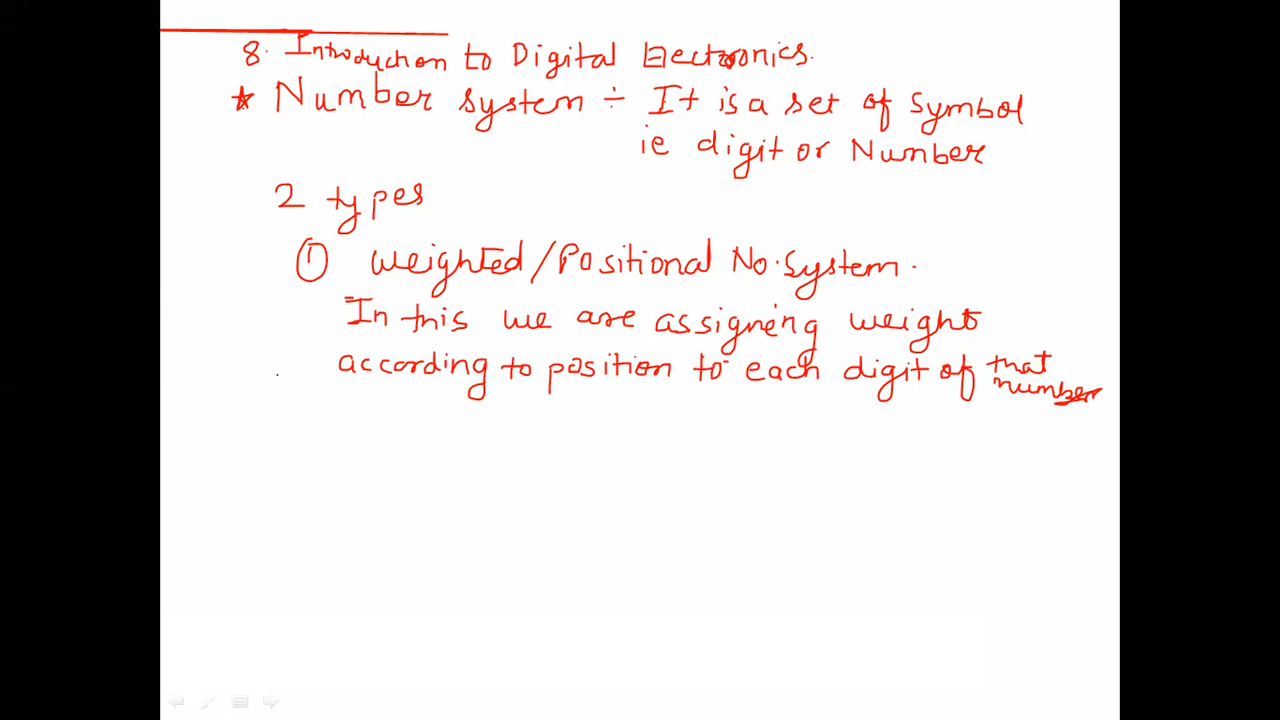 8. Introduction to Digital Electronics.
★ Number system ÷ It is a set of symbol
ie digit or Number
2 types
① Weighted/Positional No. System.
In this we are assigning weight
according to position to each digit of that
number